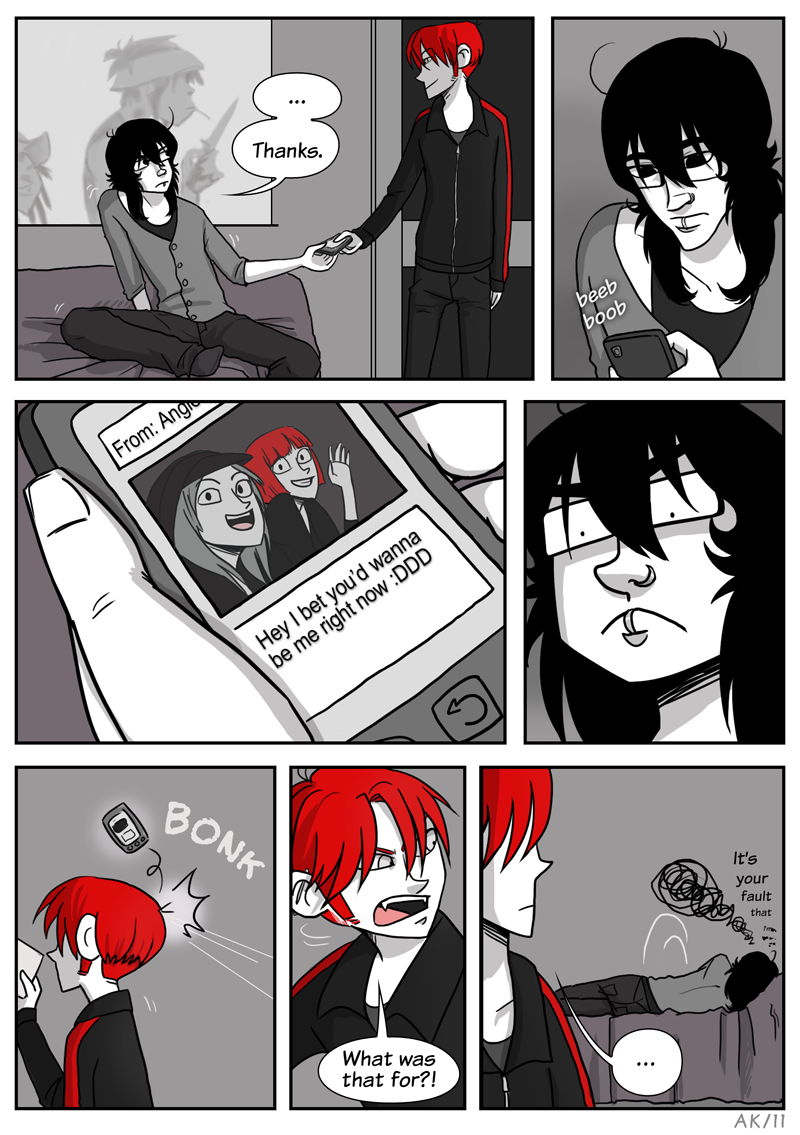 ...
Thanks.
beeb
boob
From: Angie
Hey I bet you'd wanna
be me right now :DDD
BONK
What was
that for?!
It's
your
fault
that
I'm
...
AK/11